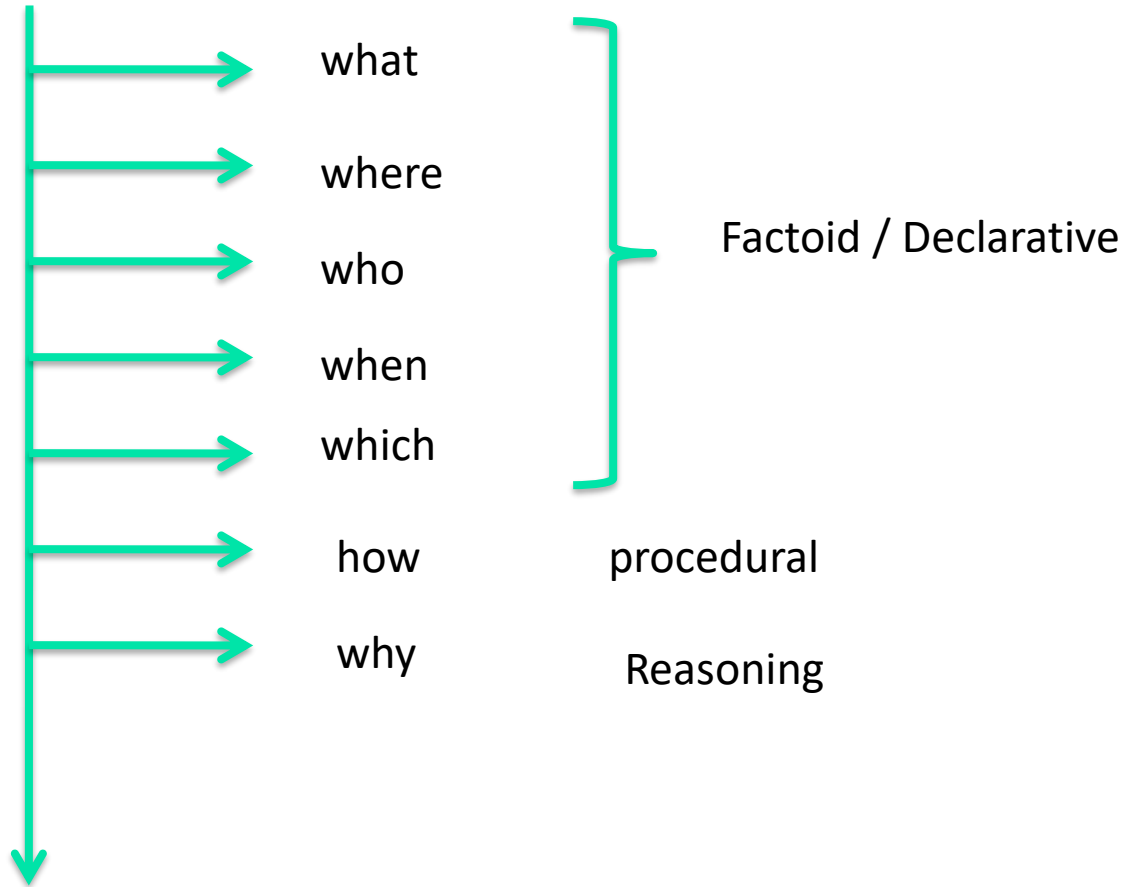 what
where
Factoid / Declarative
who
when
which
how procedural
why Reasoning